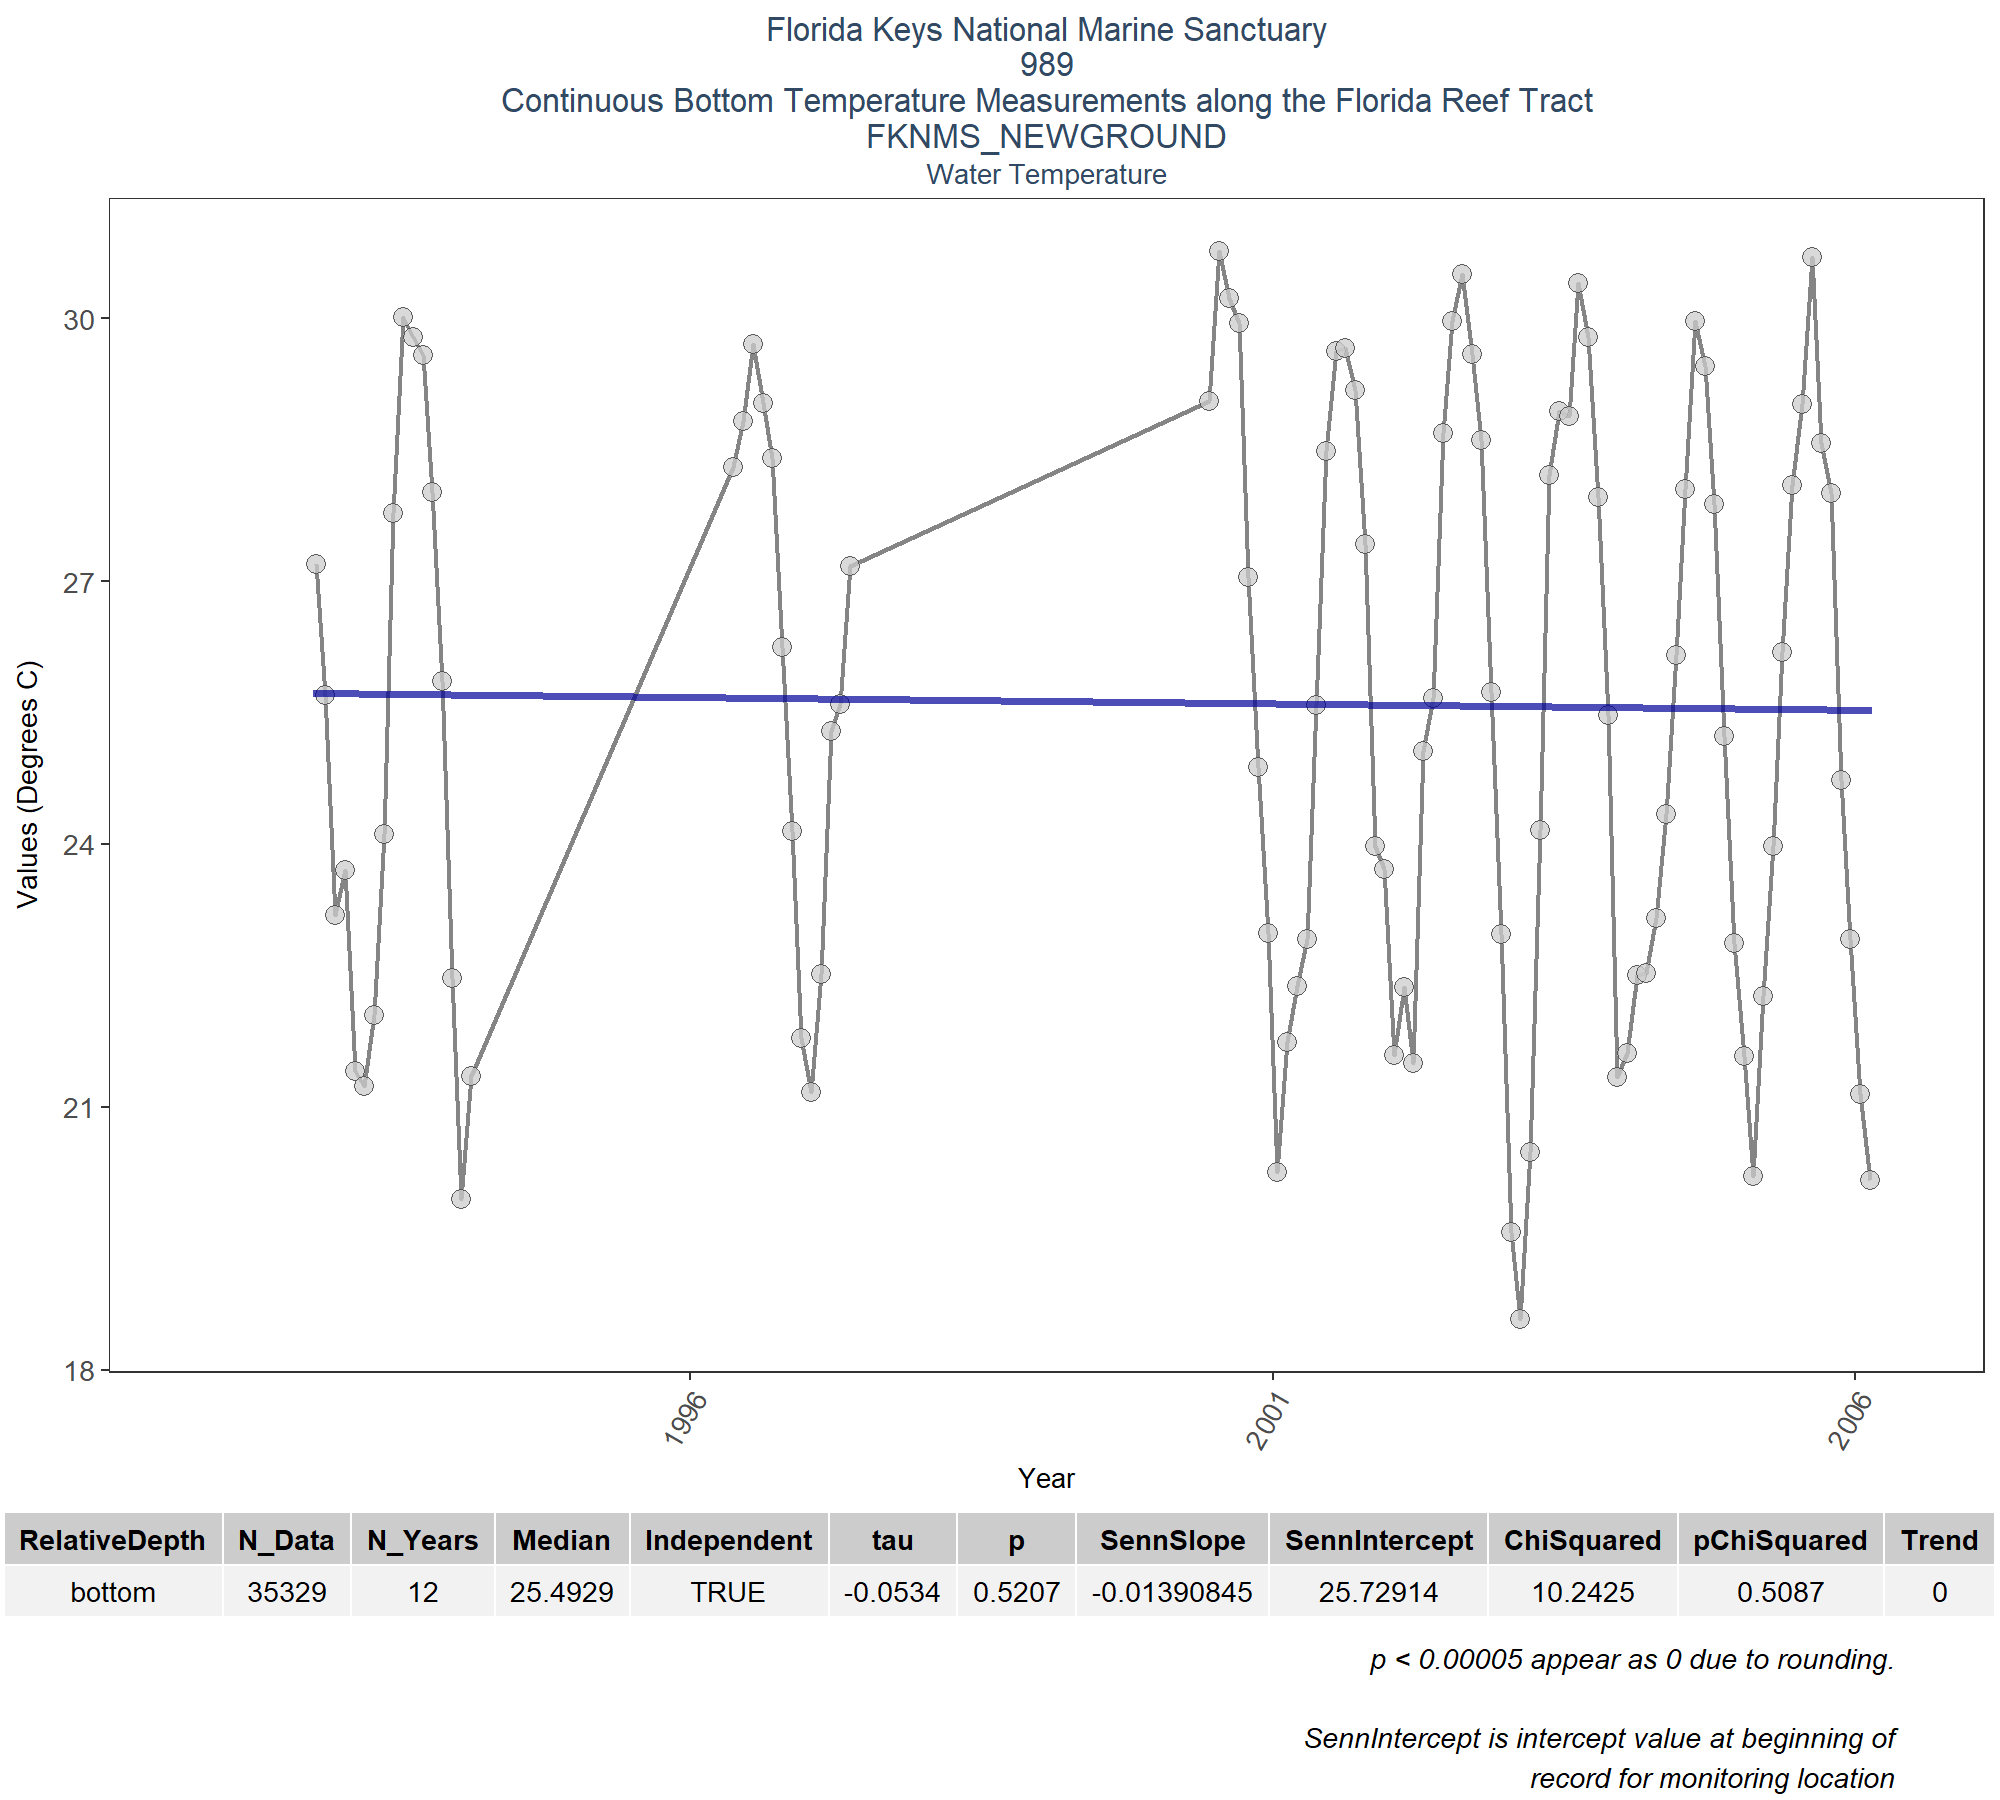 Florida Keys National Marine Sanctuary
989
Continuous Bottom Temperature Measurements along the Florida Reef Tract
FKNMS_NEWGROUND
Water Temperature
Values (Degrees C)
30
27
24
21
18
1996
2001
2006
Year
RelativeDepth N_Data N_Years Median Independent tau p SennSlope SennIntercept ChiSquared pChiSquared Trend
bottom 35329 12 25.4929 TRUE -0.0534 0.5207 -0.01390845 25.72914 10.2425 0.5087 0
p < 0.00005 appear as 0 due to rounding.
SennIntercept is intercept value at beginning of
record for monitoring location